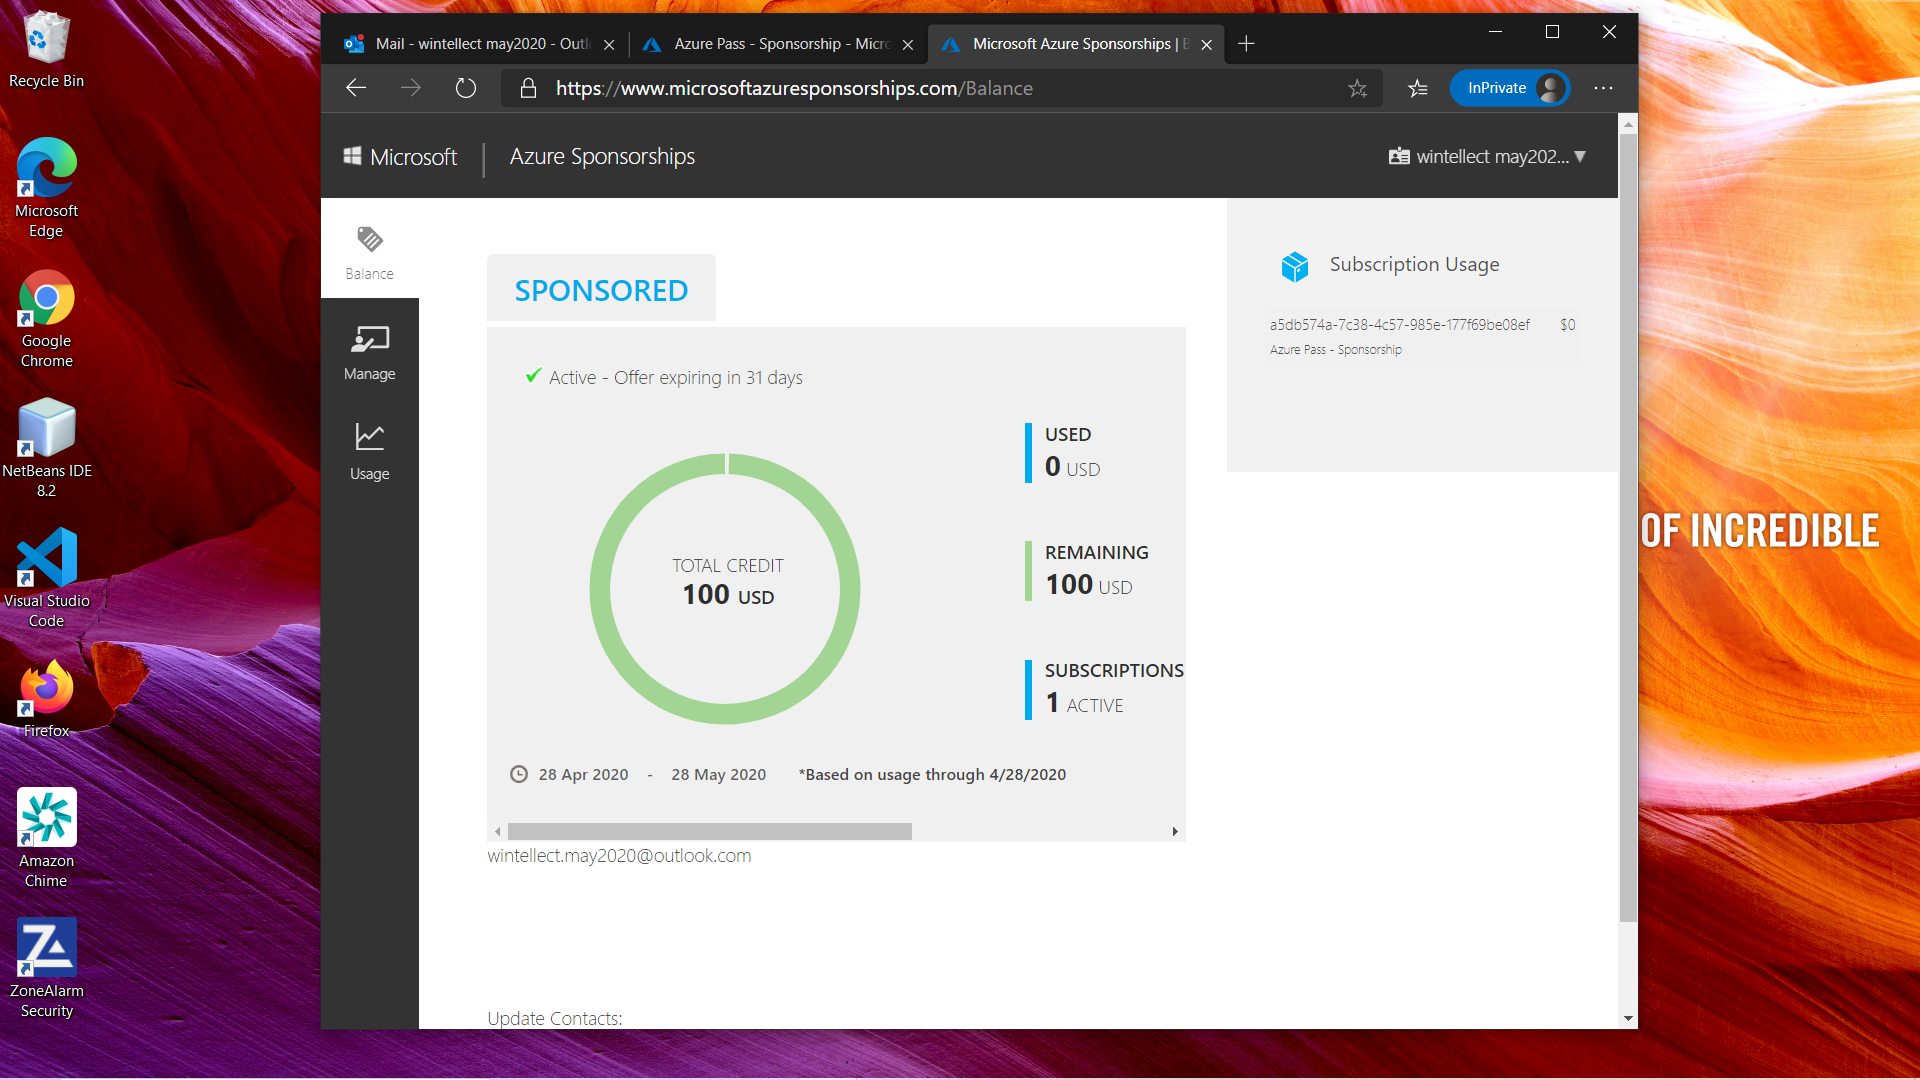 Recycle Bin
Microsoft
Edge
Google
Chrome
NetBeans IDE
8.2
Visual Studio
Code
Firefox
Amazon
Chime
ZoneAlarm
Security
Mail - wintellect may2020 - Outl
Azure Pass - Sponsorship - Micr
Microsoft Azure Sponsorships | B
https://www.microsoftazuresponsorships.com/Balance
InPrivate
Microsoft
Azure Sponsorships
wintellect may202...
Balance
Manage
Usage
SPONSORED
Active - Offer expiring in 31 days
TOTAL CREDIT
100 USD
USED
0 USD
REMAINING
100 USD
SUBSCRIPTIONS
1 ACTIVE
28 Apr 2020 - 28 May 2020 *Based on usage through 4/28/2020
wintellect.may2020@outlook.com
Update Contacts:
Subscription Usage
a5db574a-7c38-4c57-985e-177f69be08ef $0
Azure Pass - Sponsorship
OF INCREDIBLE